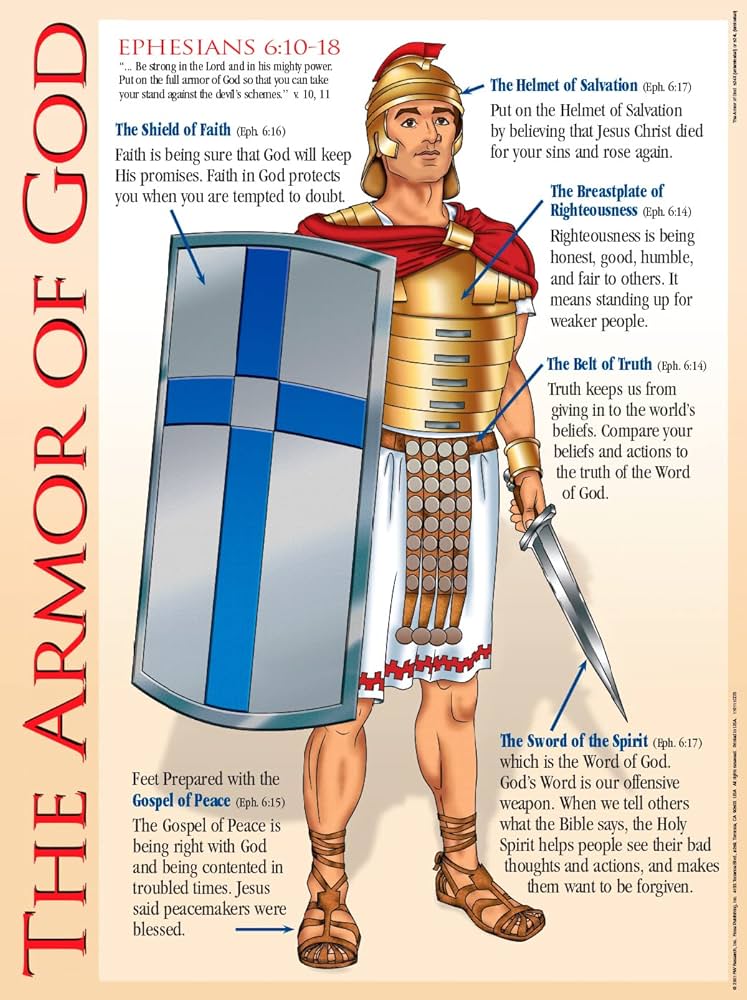 THE ARMOR OF GOD
EPHESIANS 6:10-18
“... Be strong in the Lord and in his mighty power.
Put on the full armor of God so that you can take
your stand against the devil’s schemes.” v. 10, 11
The Shield of Faith (Eph. 6:16)
Faith is being sure that God will keep
His promises. Faith in God protects
you when you are tempted to doubt.
The Helmet of Salvation (Eph. 6:17)
Put on the Helmet of Salvation
by believing that Jesus Christ died
for your sins and rose again.
The Breastplate of
Righteousness (Eph. 6:14)
Righteousness is being
honest, good, humble,
and fair to others. It
means standing up for
weaker people.
The Belt of Truth (Eph. 6:14)
Truth keeps us from
giving in to the world’s
beliefs. Compare your
beliefs and actions to
the truth of the Word
of God.
The Sword of the Spirit (Eph. 6:17)
which is the Word of God.
God’s Word is our offensive
weapon. When we tell others
what the Bible says, the Holy
Spirit helps people see their bad
thoughts and actions, and makes
them want to be forgiven.
Feet Prepared with the
Gospel of Peace (Eph. 6:15)
The Gospel of Peace is
being right with God
and being contented in
troubled times. Jesus
said peacemakers were
blessed.